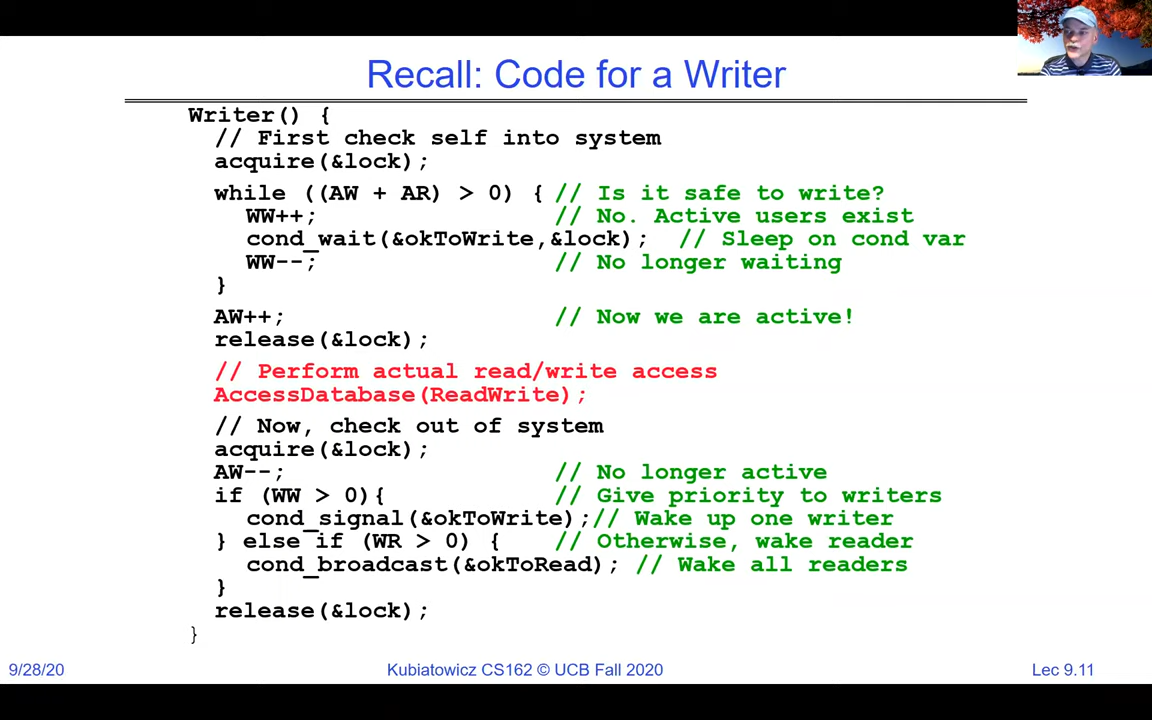 Recall: Code for a Writer
Writer() {
// First check self into system
acquire(&lock);
while ((AW + AR) > 0) { // Is it safe to write?
WW++; // No. Active users exist
cond_wait(&okToWrite,&lock); // Sleep on cond var
WW--; // No longer waiting
}
AW++; // Now we are active!
release(&lock);
// Perform actual read/write access
AccessDatabase(ReadWrite);
// Now, check out of system
acquire(&lock);
AW--; // No longer active
if (WW > 0){ // Give priority to writers
cond_signal(&okToWrite);// Wake up one writer
} else if (WR > 0) { // Otherwise, wake reader
cond_broadcast(&okToRead); // Wake all readers
}
release(&lock);
}
9/28/20 Kubiatowicz CS162 © UCB Fall 2020 Lec 9.11